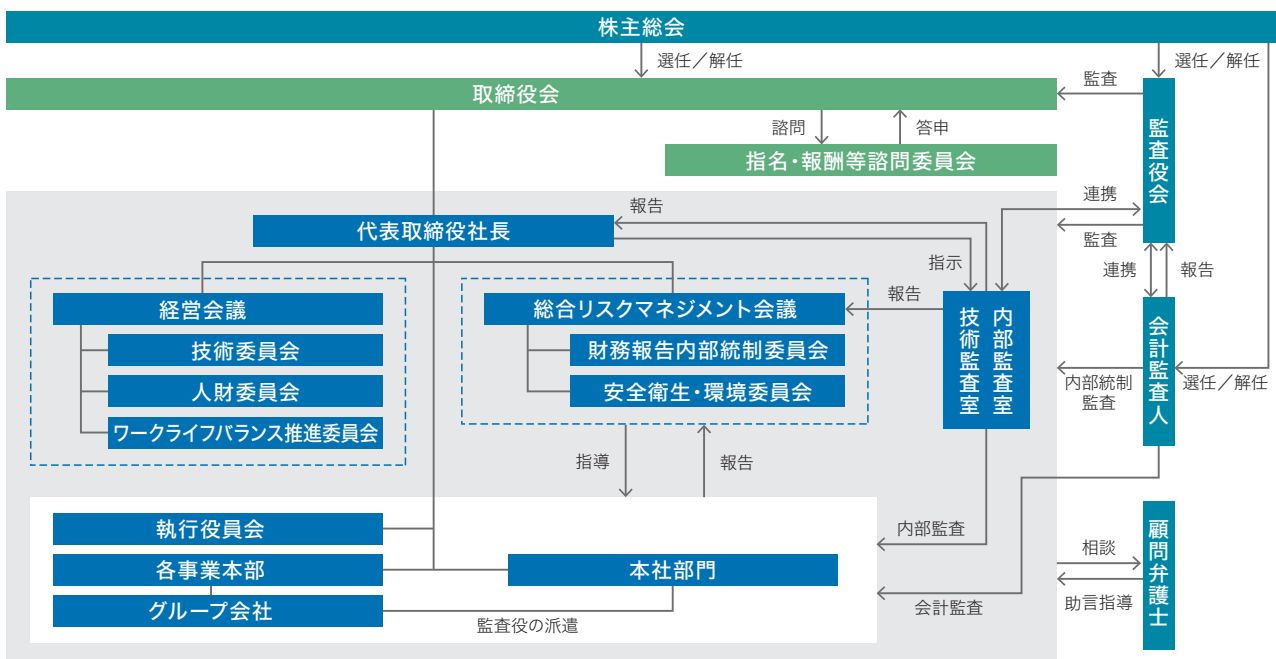 株主総会
選任／解任
選任／解任
取締役会
監査
監査役会
諮問
答申
指名・報酬等諮問委員会
連携
報告
代表取締役社長
監査
指示
連携
報告
経営会議
技術委員会
人財委員会
ワークライフバランス推進委員会
総合リスクマネジメント会議
財務報告内部統制委員会
安全衛生・環境委員会
報告
内部監査室
技術監査室
会計監査人
内部統制
監査
選任／解任
指導
報告
執行役員会
各事業本部
グループ会社
本社部門
監査役の派遣
内部監査
会計監査
相談
助言指導
顧問弁護士